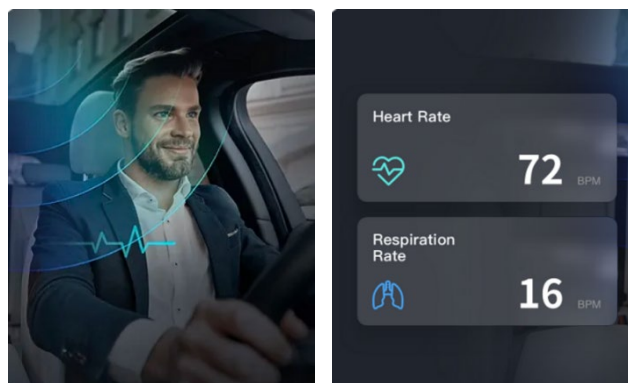 Heart Rate
72 BPM
Respiration
Rate
16 BPM